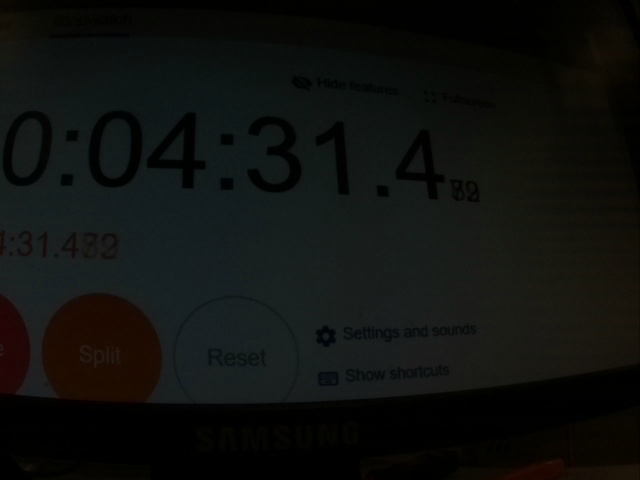 Hide features
0:04:31.4
4:31.4
Split
Reset
Settings and sounds
Show shortcuts
SAMSUNG